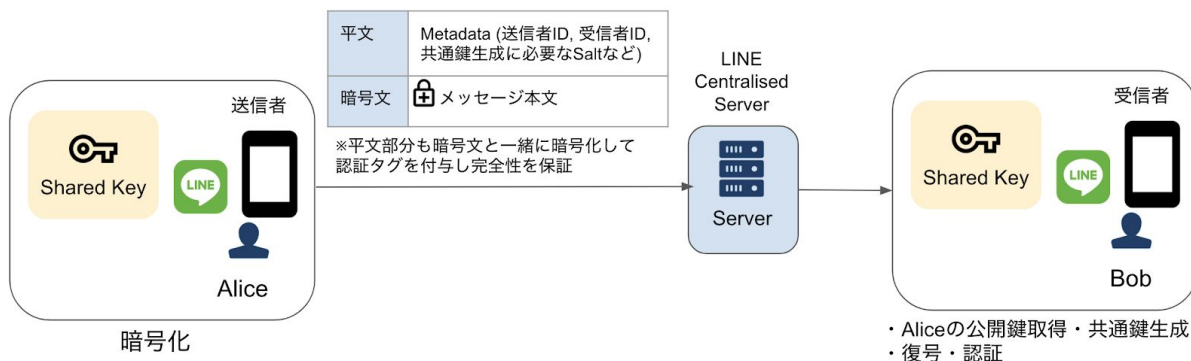 送信者
Shared Key
LINE
Alice
暗号化
平文
Metadata (送信者ID, 受信者ID,
共通鍵生成に必要なSaltなど)
暗号文
メッセージ本文
※平文部分も暗号文と一緒に暗号化して
認証タグを付与し完全性を保証
LINE
Centralised
Server
Server
受信者
Shared Key
LINE
Bob
・Aliceの公開鍵取得・共通鍵生成
・復号・認証